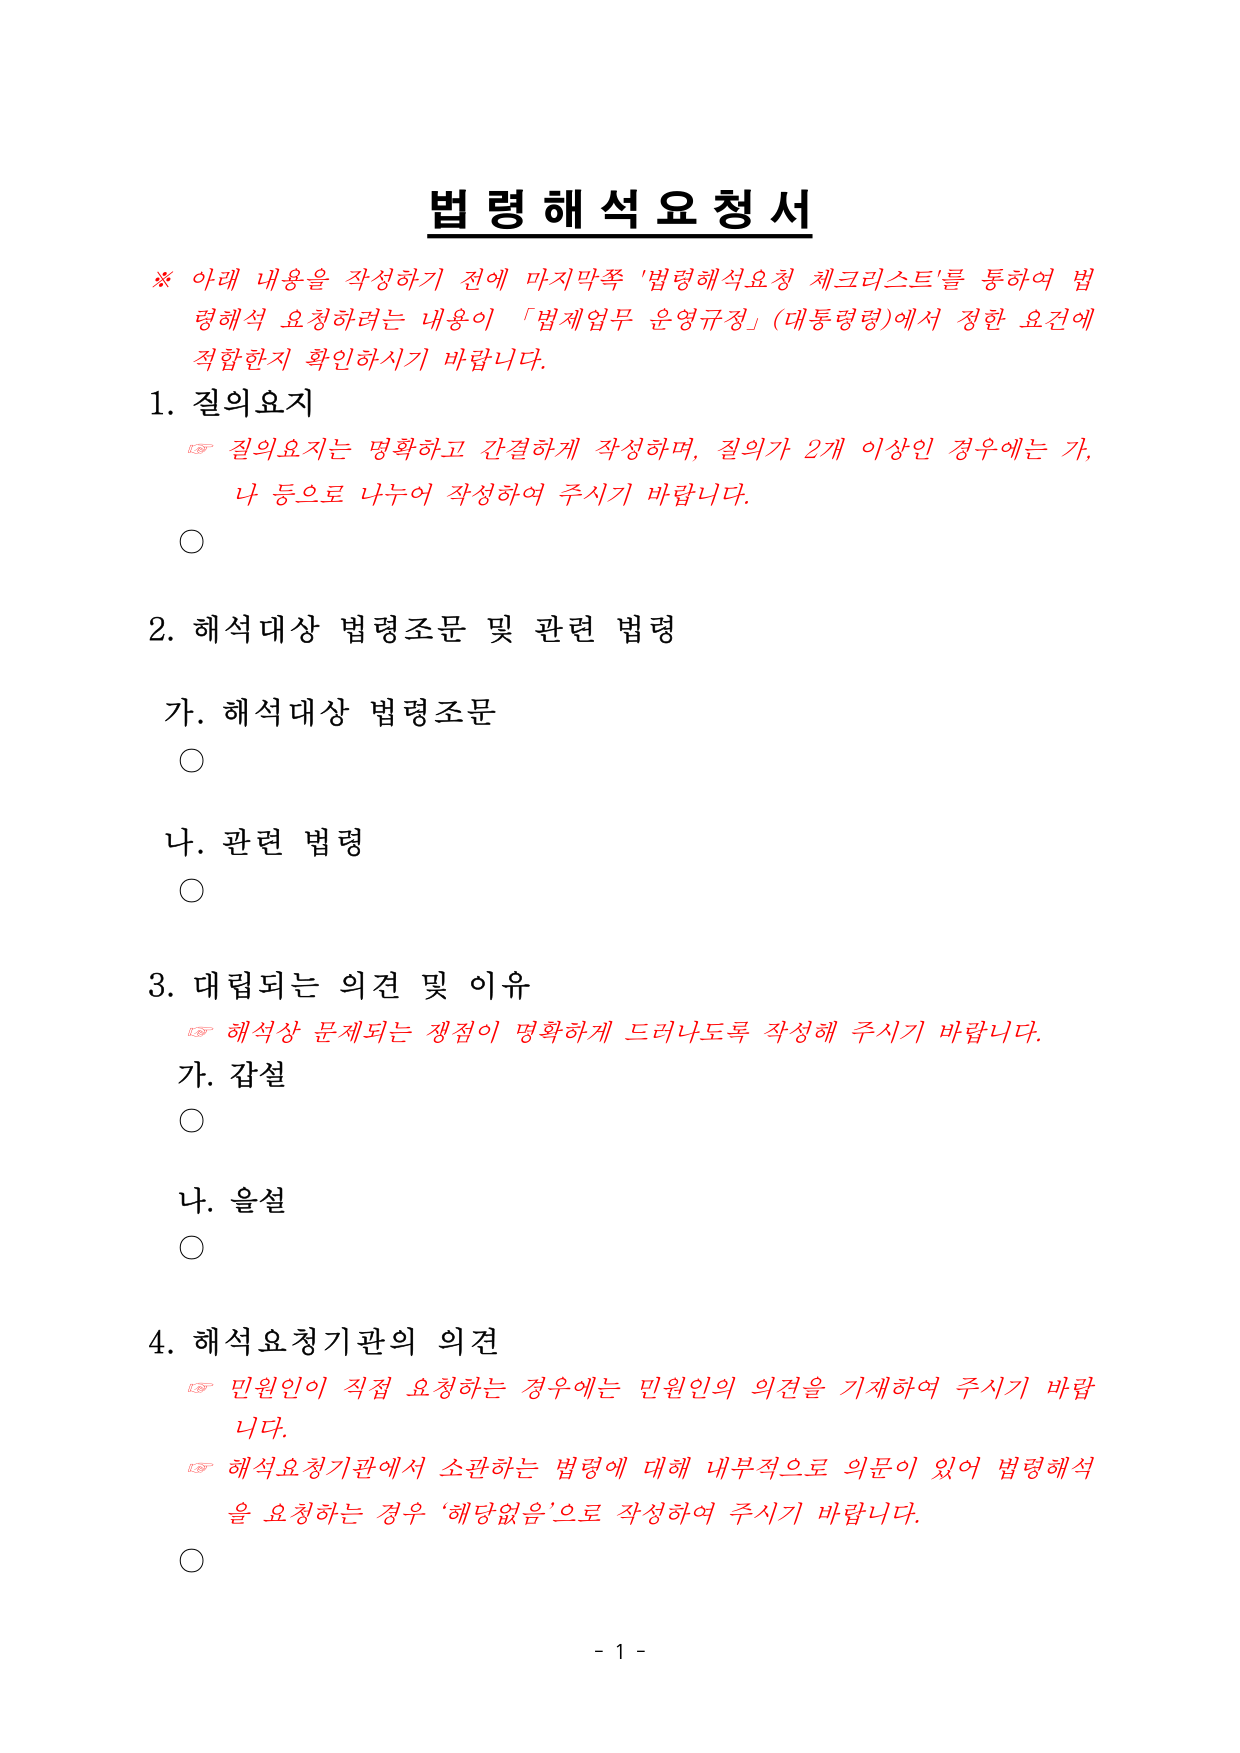 법령해석요청서
※ 아래 내용을 작성하기 전에 마지막쪽 '법령해석요청 체크리스트'를 통하여 법
령해석 요청하려는 내용이 「법제업무 운영규정」(대통령령)에서 정한 요건에
적합한지 확인하시기 바랍니다.
1. 질의요지
☞ 질의요지는 명확하고 간결하게 작성하며, 질의가 2개 이상인 경우에는 가,
나 등으로 나누어 작성하여 주시기 바랍니다.
○
2. 해석대상 법령조문 및 관련 법령
가. 해석대상 법령조문
○
나. 관련 법령
○
3. 대립되는 의견 및 이유
☞ 해석상 문제되는 쟁점이 명확하게 드러나도록 작성해 주시기 바랍니다.
가. 갑설
○
나. 을설
○
4. 해석요청기관의 의견
☞ 민원인이 직접 요청하는 경우에는 민원인의 의견을 기재하여 주시기 바랍
니다.
☞ 해석요청기관에서 소관하는 법령에 대해 내부적으로 의문이 있어 법령해석
을 요청하는 경우 ‘해당없음’으로 작성하여 주시기 바랍니다.
○
- 1 -